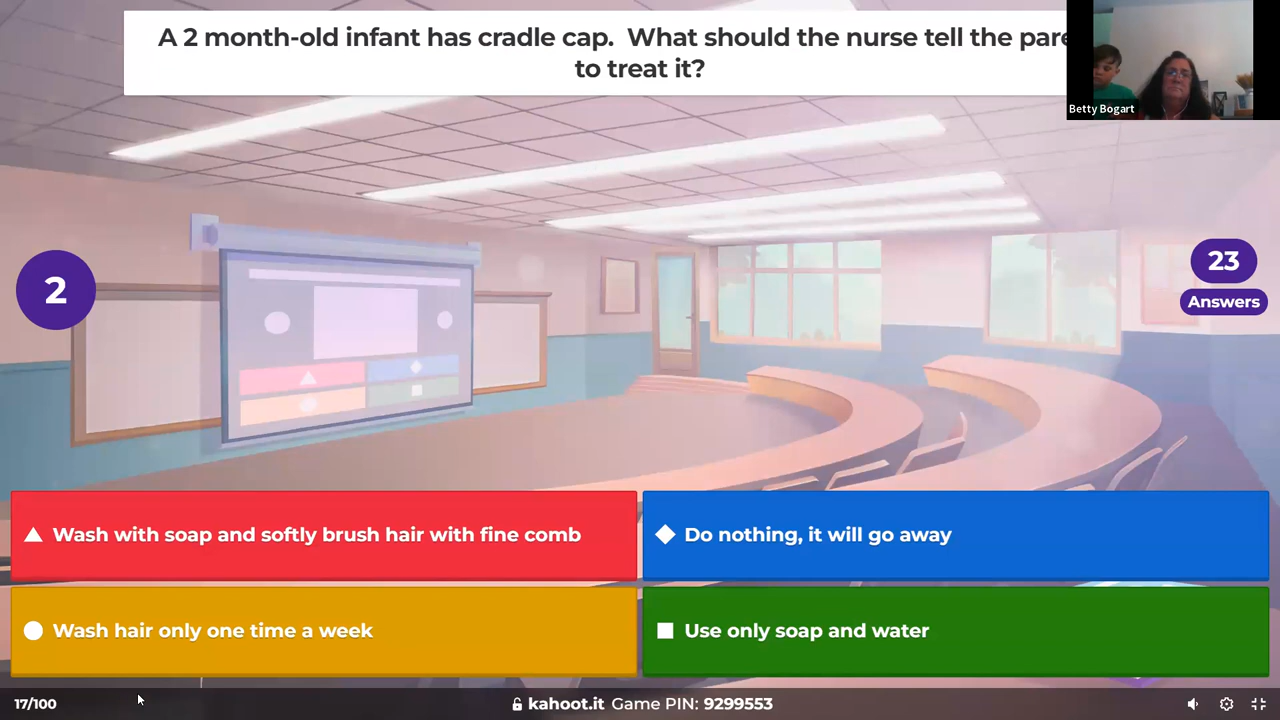 A 2 month-old infant has cradle cap.  What should the nurse tell the
to treat it?
Betty Bogart
2
23
Answers
Wash with soap and softly brush hair with fine comb
Do nothing, it will go away
Wash hair only one time a week
Use only soap and water
17/100
kahoot.it Game PIN: 9299553